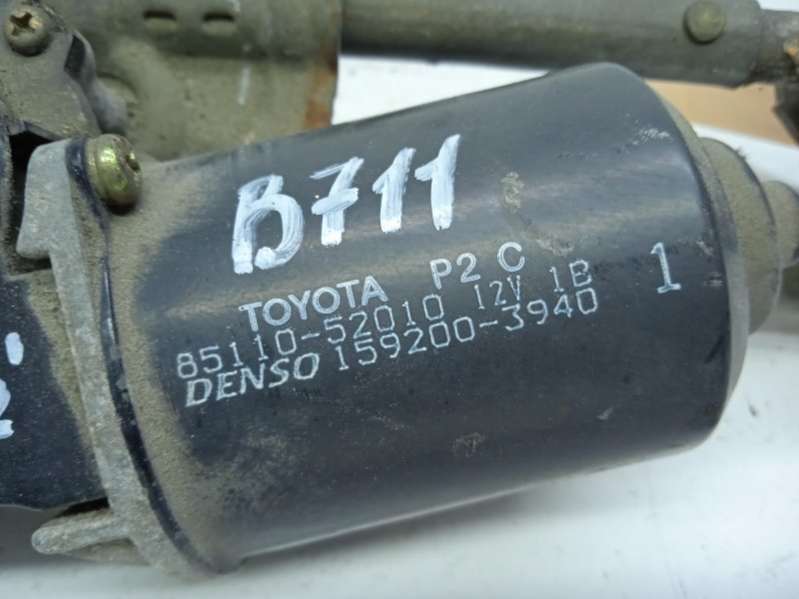 B711
TOYOTA P2 C
85110-52010 12V 1B
DENSO 159200-3940
1